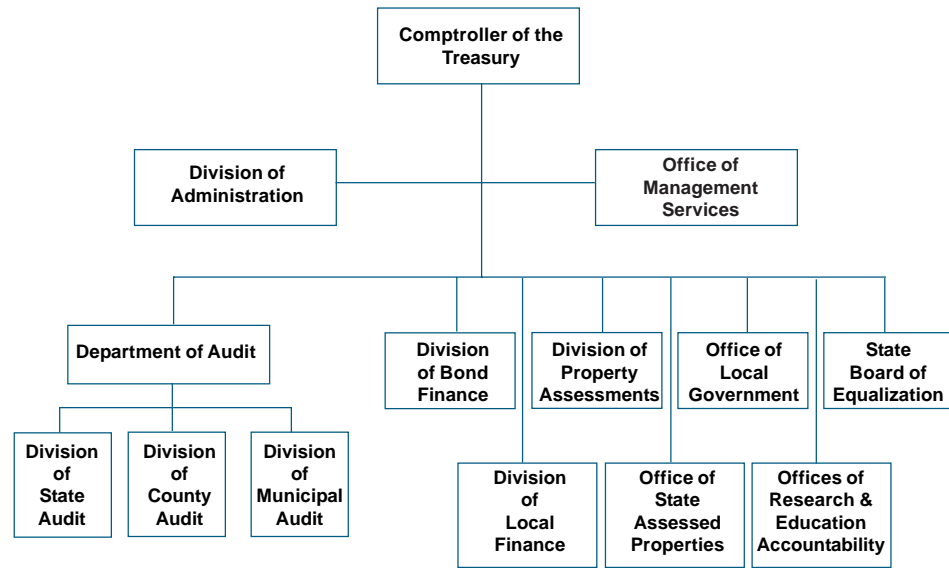 Comptroller of the
Treasury
Division of
Administration
Office of
Management
Services
Department of Audit
Division
of Bond
Finance
Division of
Property
Assessments
Office of
Local
Government
State
Board of
Equalization
Division
of
State
Audit
Division
of
County
Audit
Division
of
Municipal
Audit
Division
of
Local
Finance
Office of
State
Assessed
Properties
Offices of
Research &
Education
Accountability